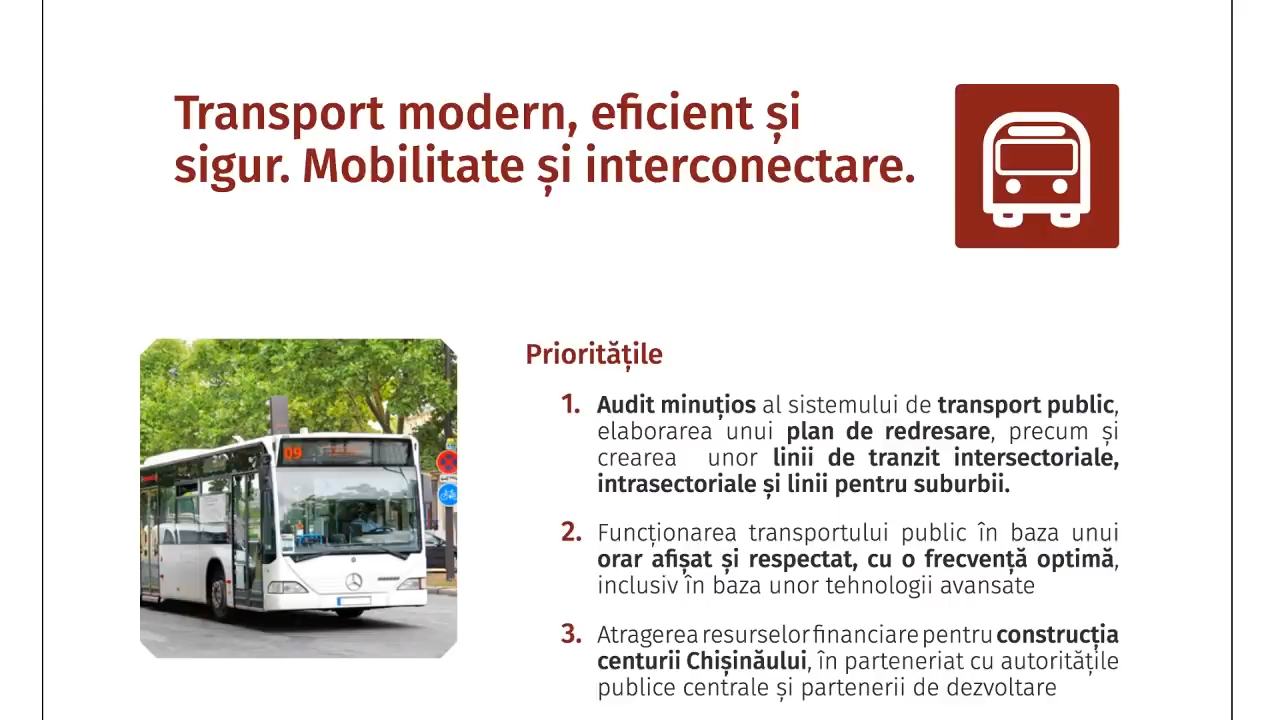 Transport modern, eficient și
sigur. Mobilitate și interconectare.
Prioritățile
1. Audit minuțios al sistemului de transport public,
elaborarea unui plan de redresare, precum și
crearea unor linii de tranzit intersectoriale,
intrasectoriale și linii pentru suburbii.
2. Funcționarea transportului public în baza unui
orar afișat și respectat, cu o frecvență optimă,
inclusiv în baza unor tehnologii avansate
3. Atragerea resurselor financiare pentru construcția
centurii Chișinăului, în parteneriat cu autoritățile
publice centrale și partenerii de dezvoltare
09